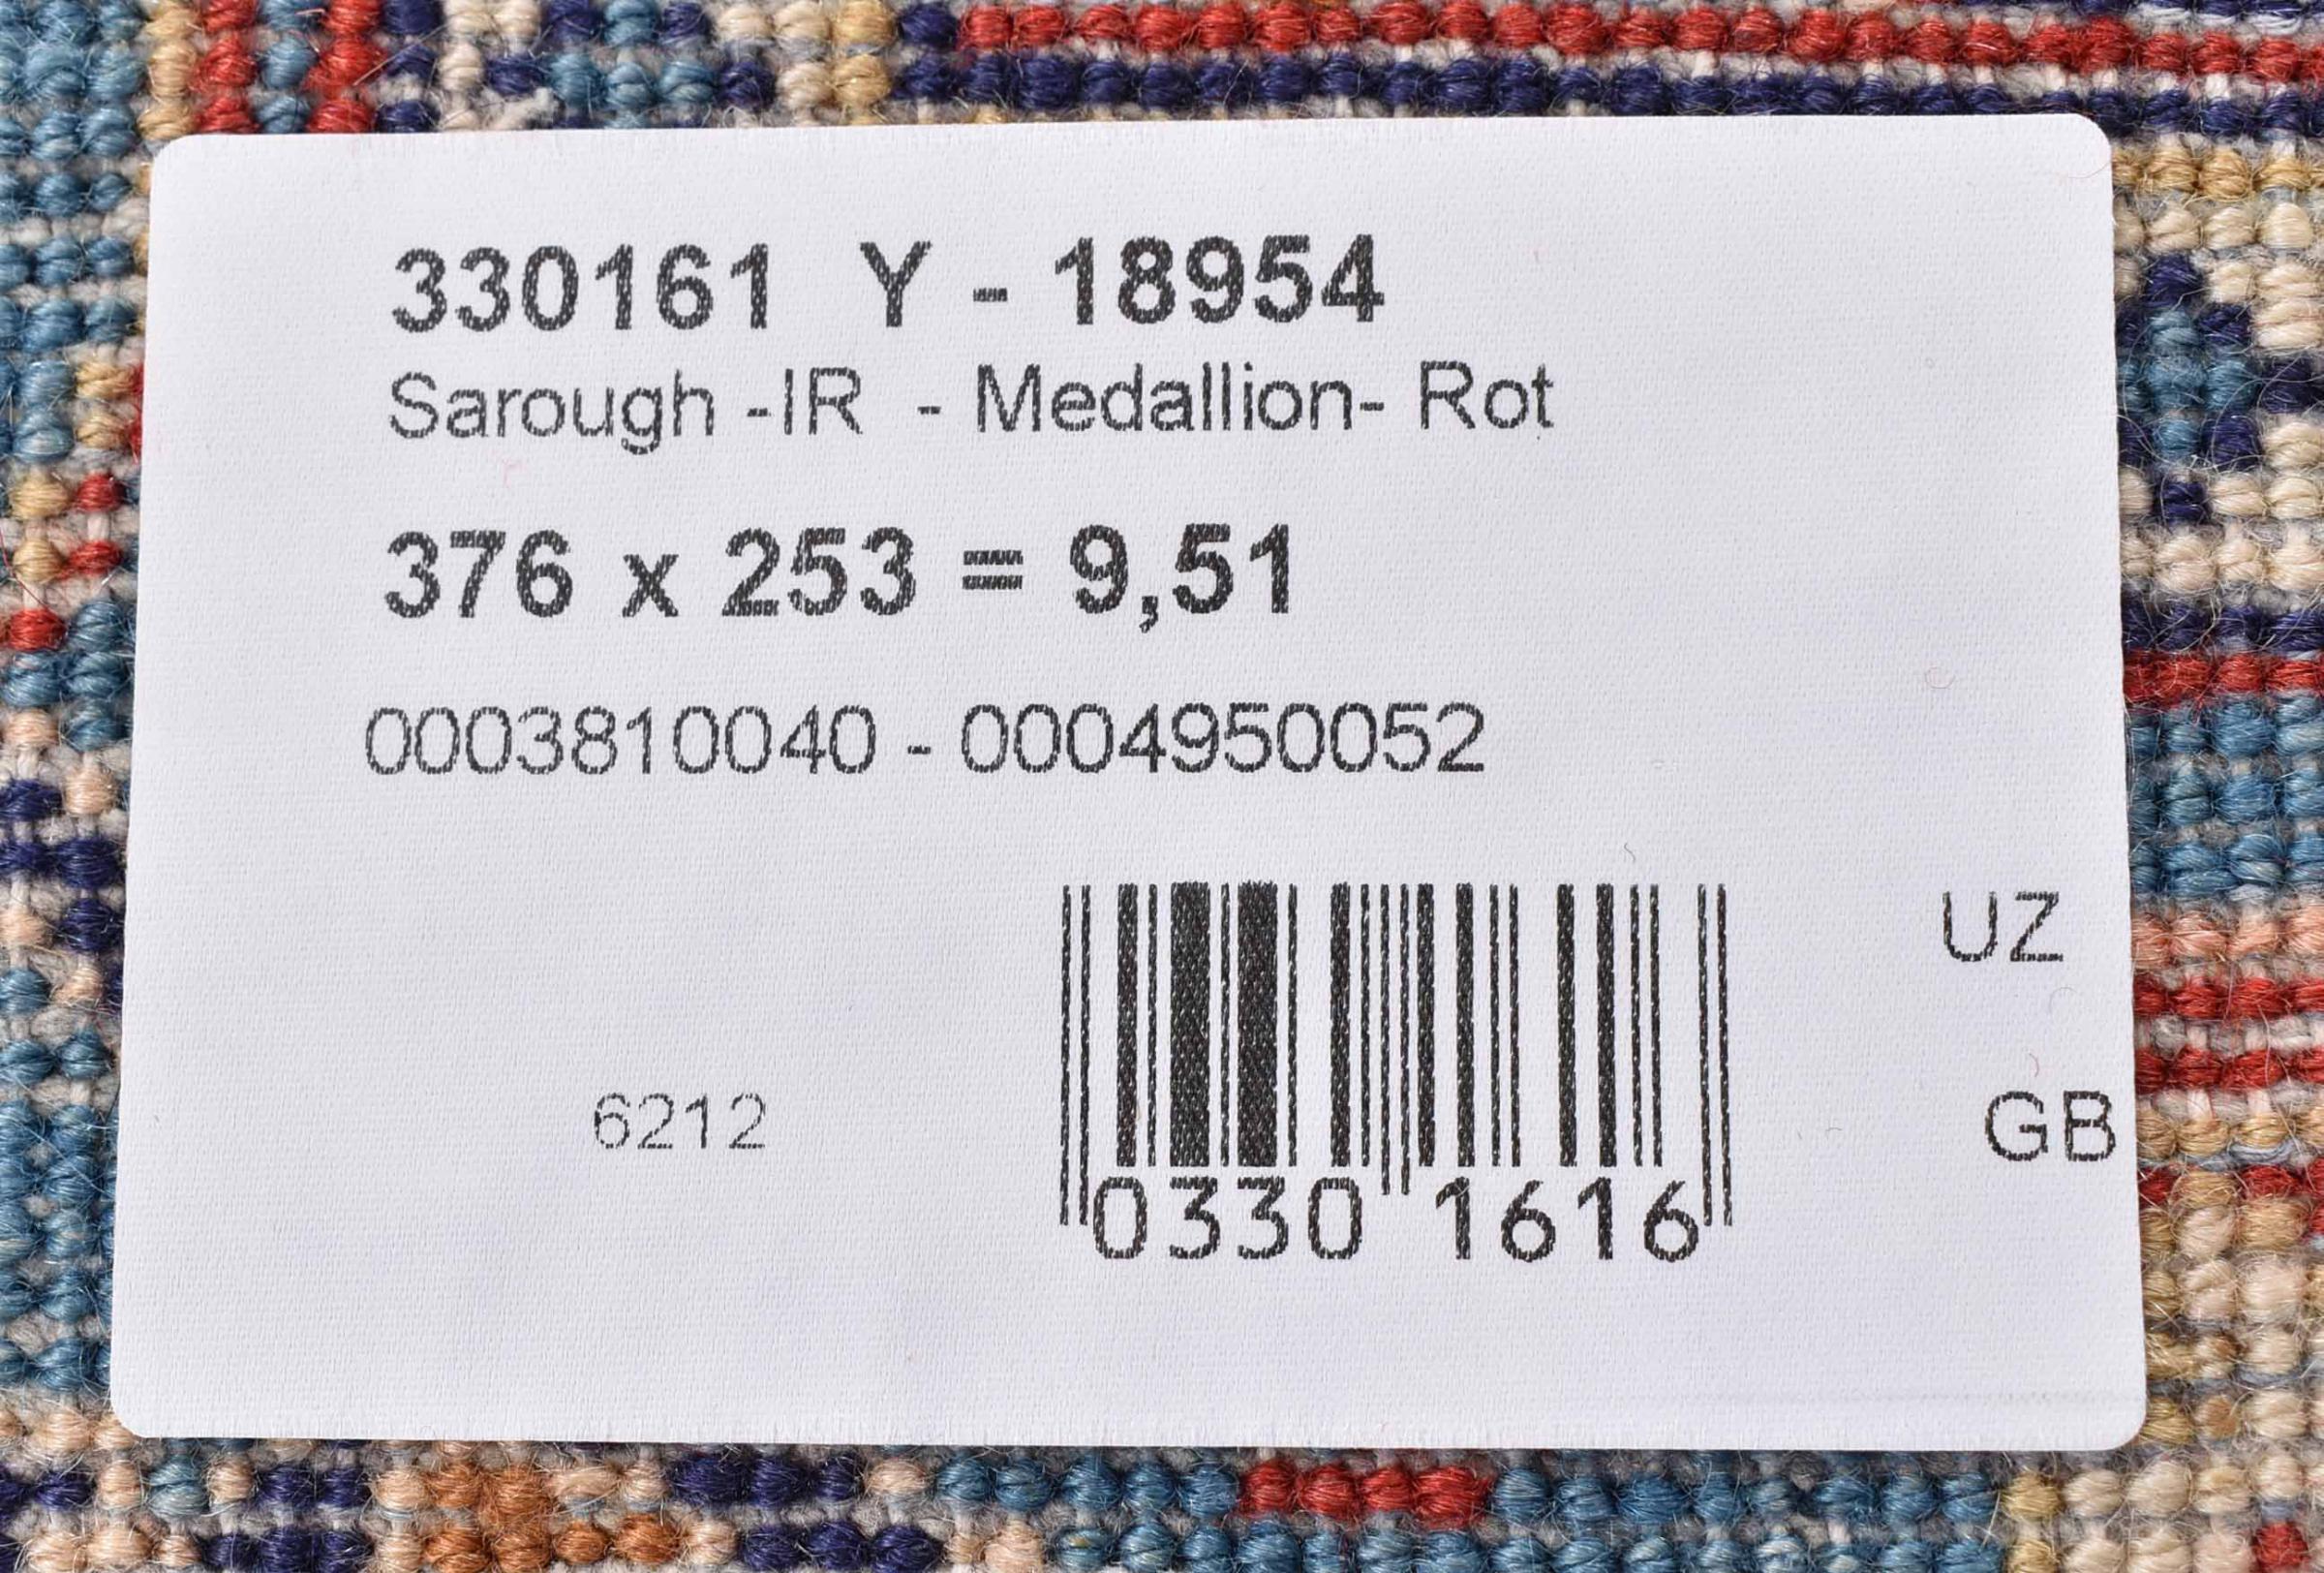 330161 Y - 18954
Sarough -IR - Medallion- Rot
376 x 253 = 9,51
0003810040 - 0004950052
UZ
6212
GB
0330 1616